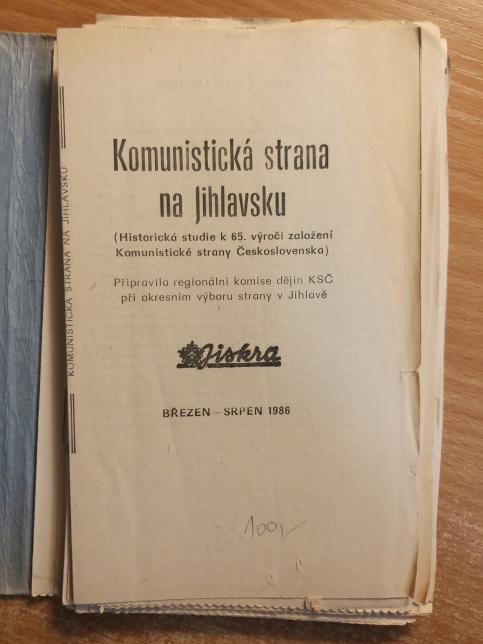 Komunistická strana
na Jihlavsku
(Historická studie k 65. výročí založení
Komunistické strany Československa)
Připravila regionální komise dějin KSČ
při okresním výboru strany v Jihlavě
Jiskra
BŘEZEN – SRPEN 1986
100,-
KOMUNISTICKÁ STRANA NA JIHLAVSKU